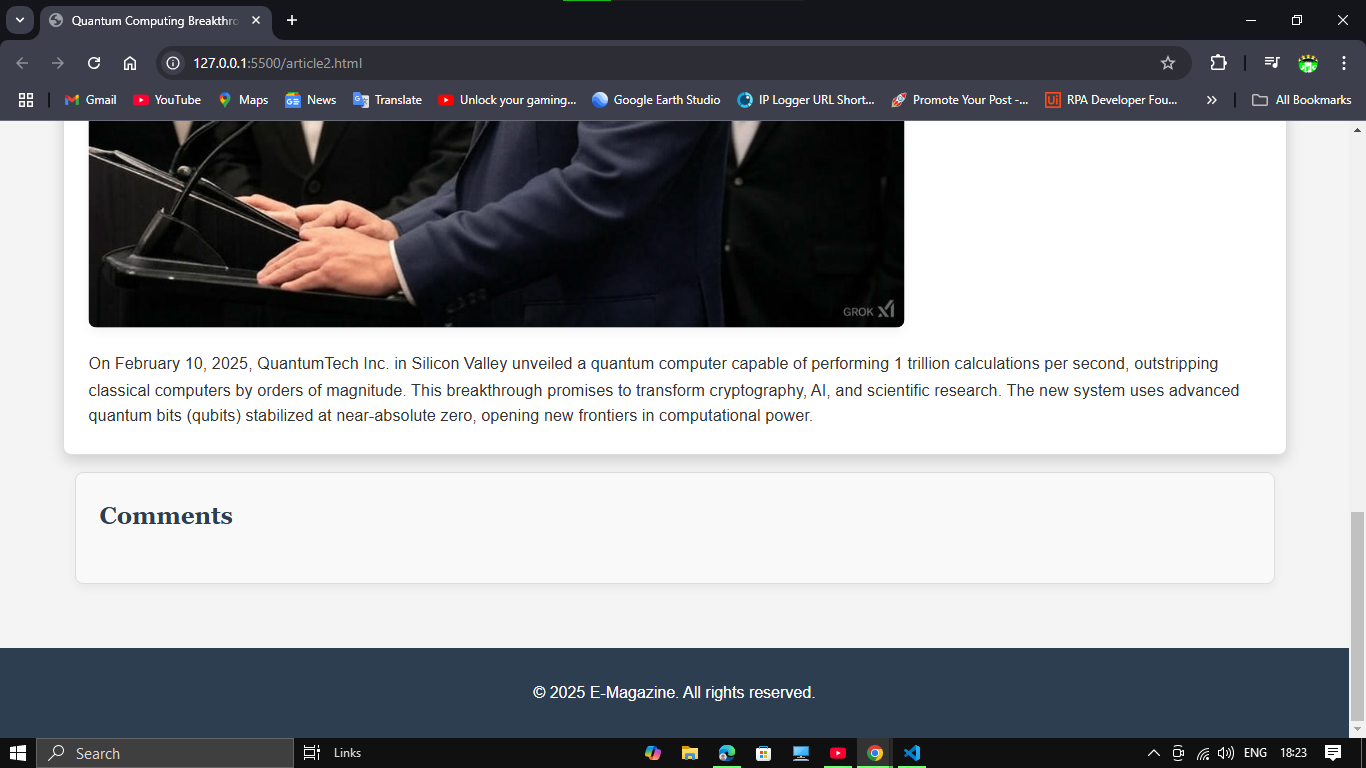 Quantum Computing Breakthro
127.0.0.1:5500/article2.html
Gmail
YouTube
Maps
News
Translate
Unlock your gaming...
Google Earth Studio
IP Logger URL Short...
Promote Your Post -...
Ui
RPA Developer Fou...
All Bookmarks
GROK
On February 10, 2025, QuantumTech Inc. in Silicon Valley unveiled a quantum computer capable of performing 1 trillion calculations per second, outstripping
classical computers by orders of magnitude. This breakthrough promises to transform cryptography, AI, and scientific research. The new system uses advanced
quantum bits (qubits) stabilized at near-absolute zero, opening new frontiers in computational power.
Comments
© 2025 E-Magazine. All rights reserved.
Search
Links
ENG
18:23